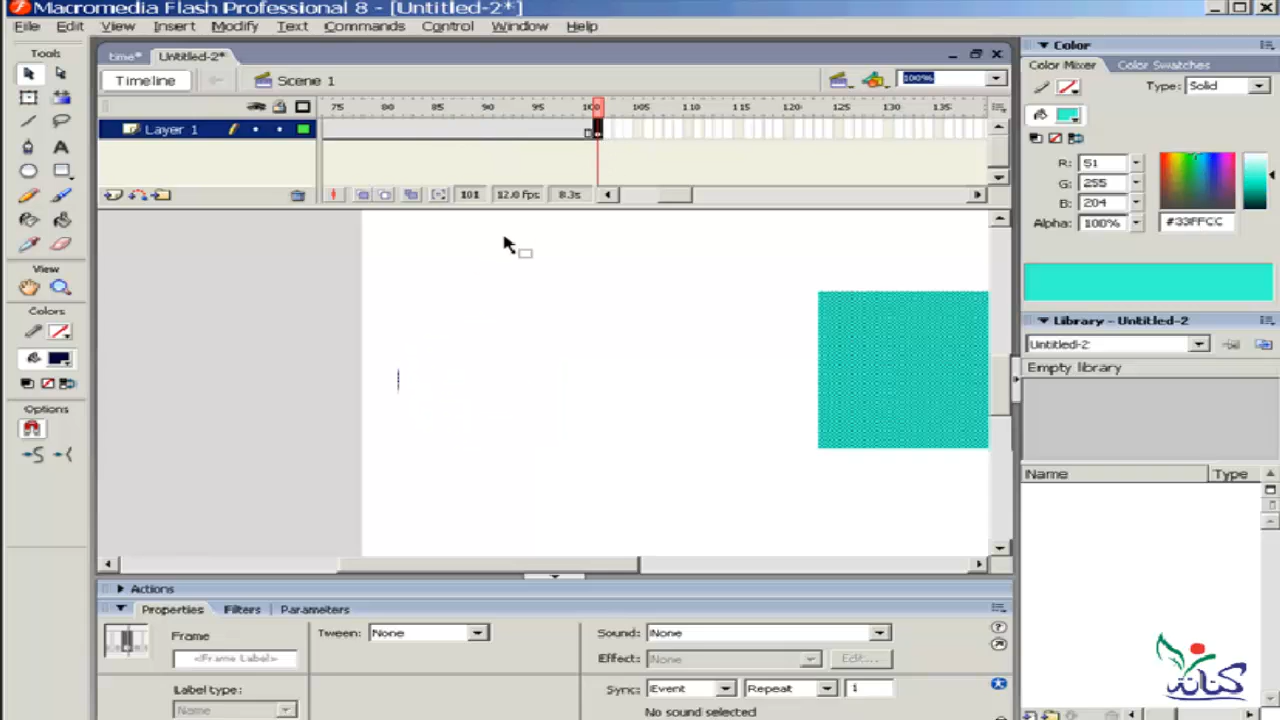 Macromedia Flash Professional 8 - [Untitled-2*]
File Edit View Insert Modify Text Commands Control Window Help
Tools
time* Untitled-2*
Timeline
Scene 1
100%
75 80 85 90 95 100 105 110 115 120 125 130 135
Layer 1
101 12.0 fps 8.3s
View
Colors
Options
Color
Color Mixer Color Swatches
Type: Solid
R: 51
G: 255
B: 204
Alpha: 100%
#33FFCC
Library - Untitled-2
Untitled-2
Empty library
Name Type
Actions
Properties Filters Parameters
Frame
<Frame Label>
Label type:
Name
Tween: None
Sound: None
Effect: None Edit...
Sync: Event Repeat 1
No sound selected